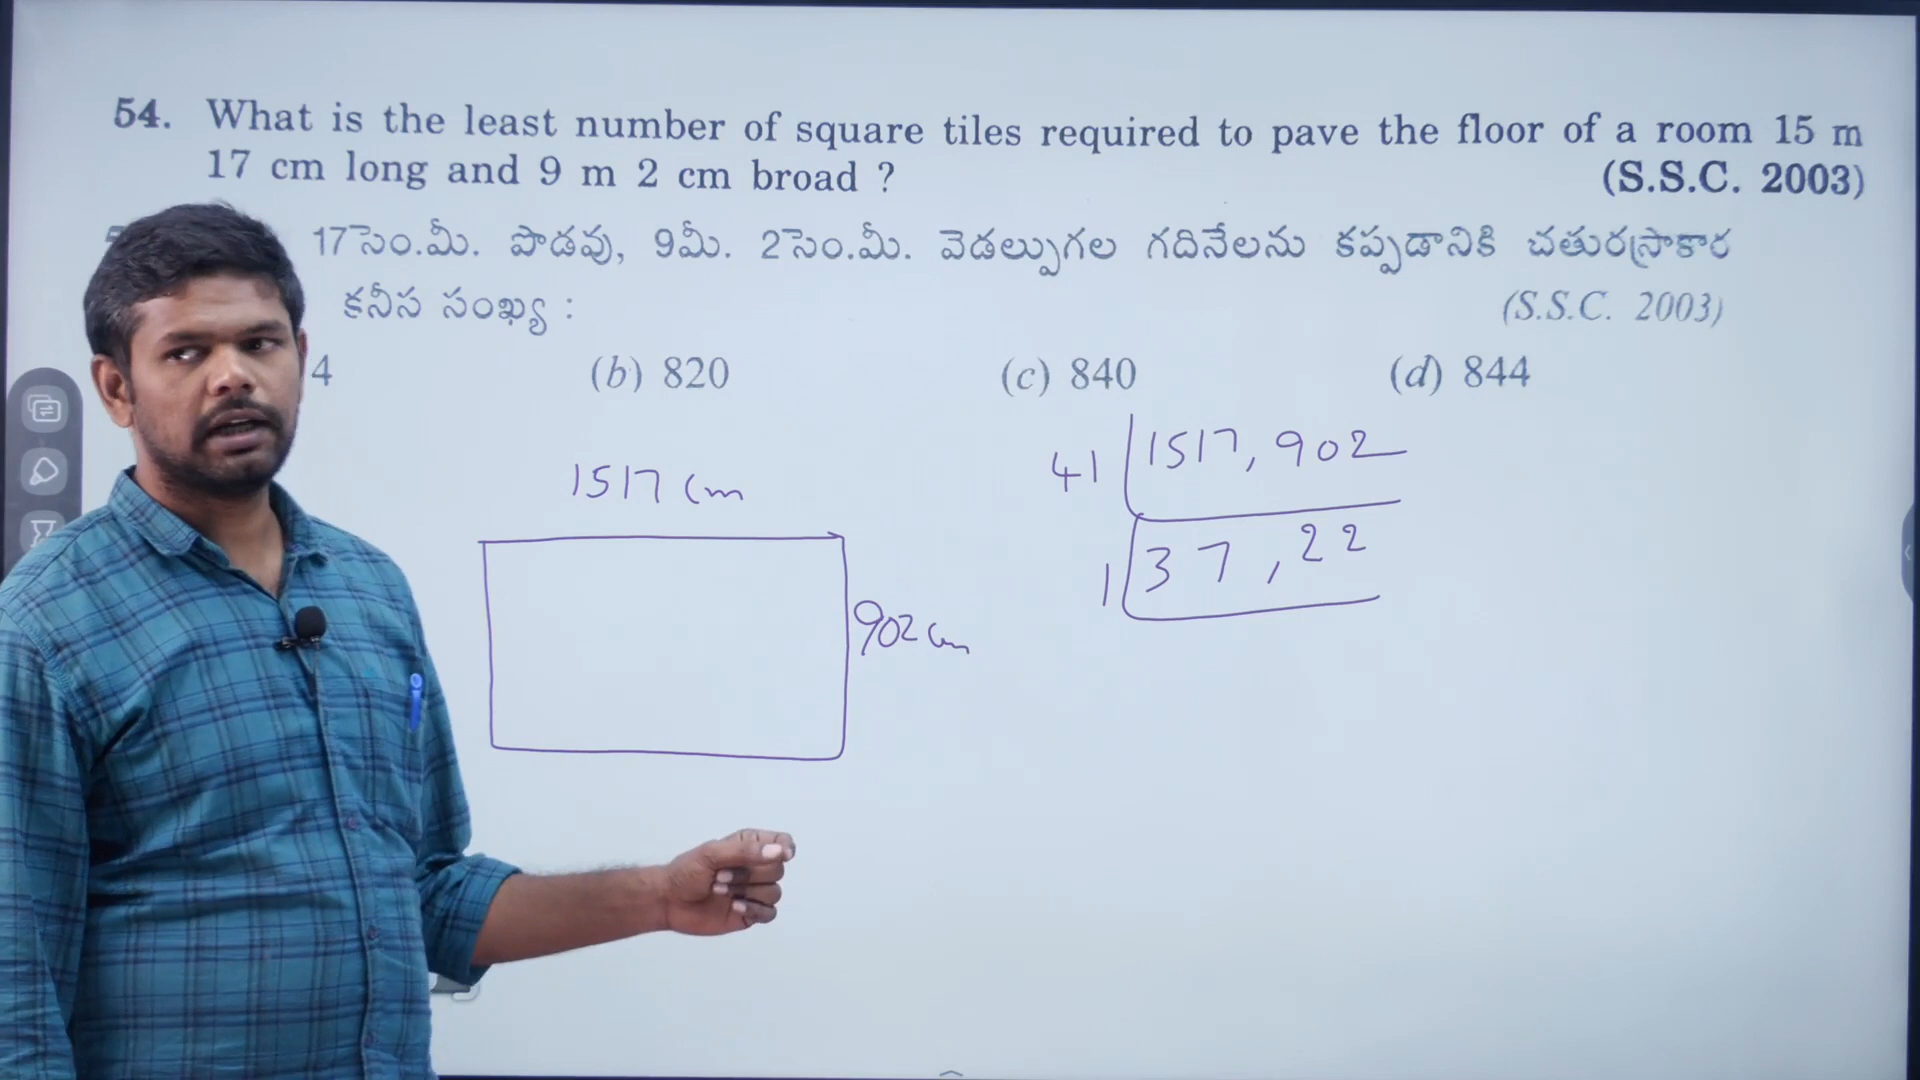 54. What is the least number of square tiles required to pave the floor of a room 15 m
17 cm long and 9 m 2 cm broad ?
(S.S.C. 2003)
17సెం.మీ. పొడవు, 9మీ. 2సెం.మీ. వెడల్పుగల గదినేలను కప్పడానికి చతురస్రాకార
కనీస సంఖ్య :
(S.S.C. 2003)
4 (b) 820 (c) 840 (d) 844
41 1517, 902
1517 cm
1 37, 22
902 cm